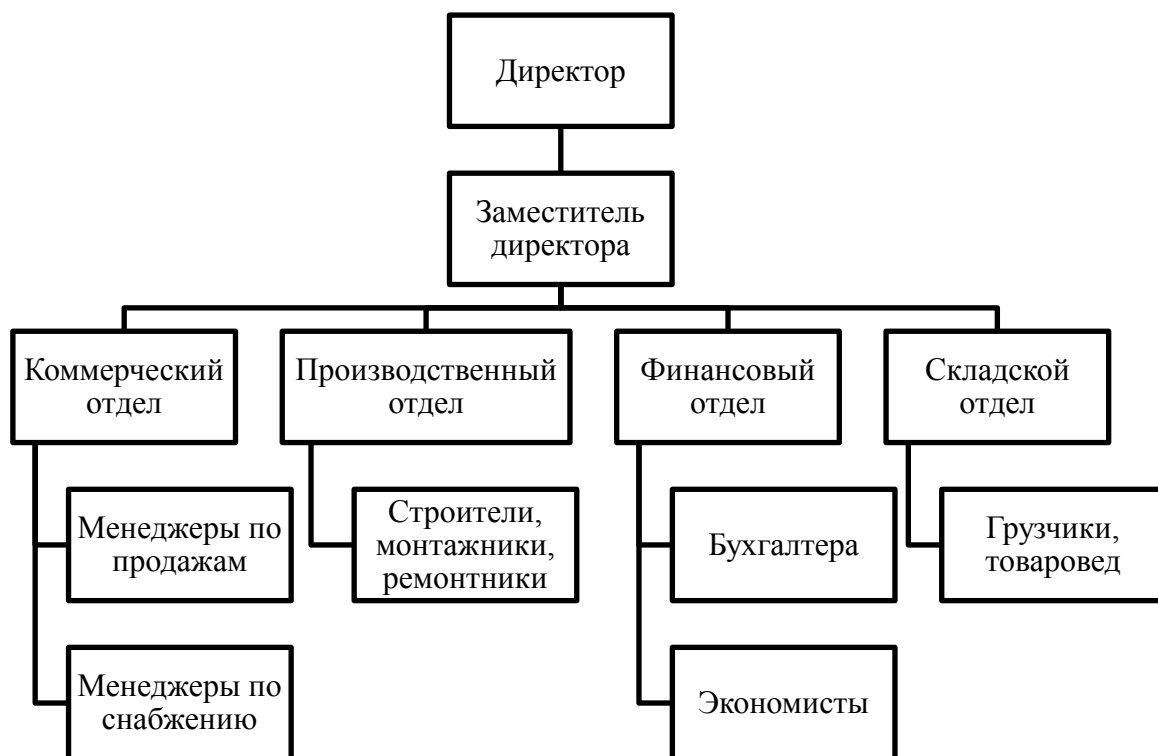 Директор
Заместитель
директора
Коммерческий
отдел
Производственный
отдел
Финансовый
отдел
Складской
отдел
Менеджеры по
продажам
Строители,
монтажники,
ремонтники
Бухгалтера
Грузчики,
товаровед
Менеджеры по
снабжению
Экономисты